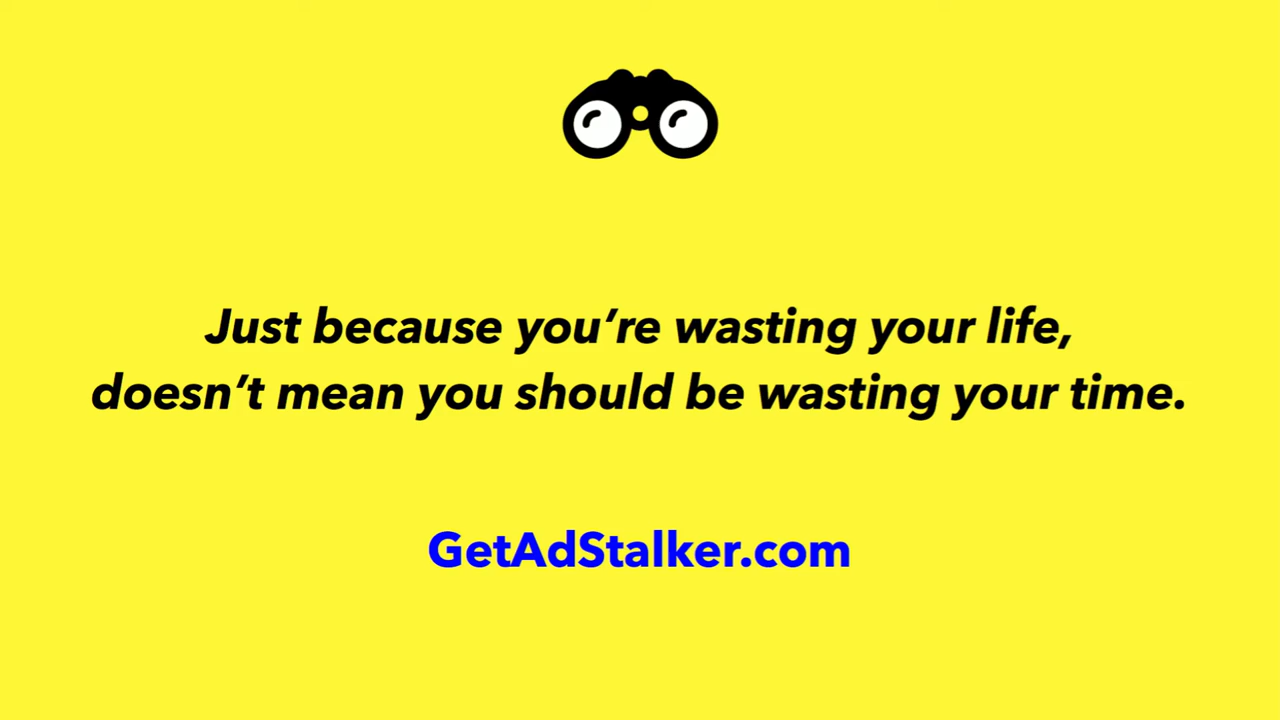 Just because you’re wasting your life,
doesn’t mean you should be wasting your time.
GetAdStalker.com